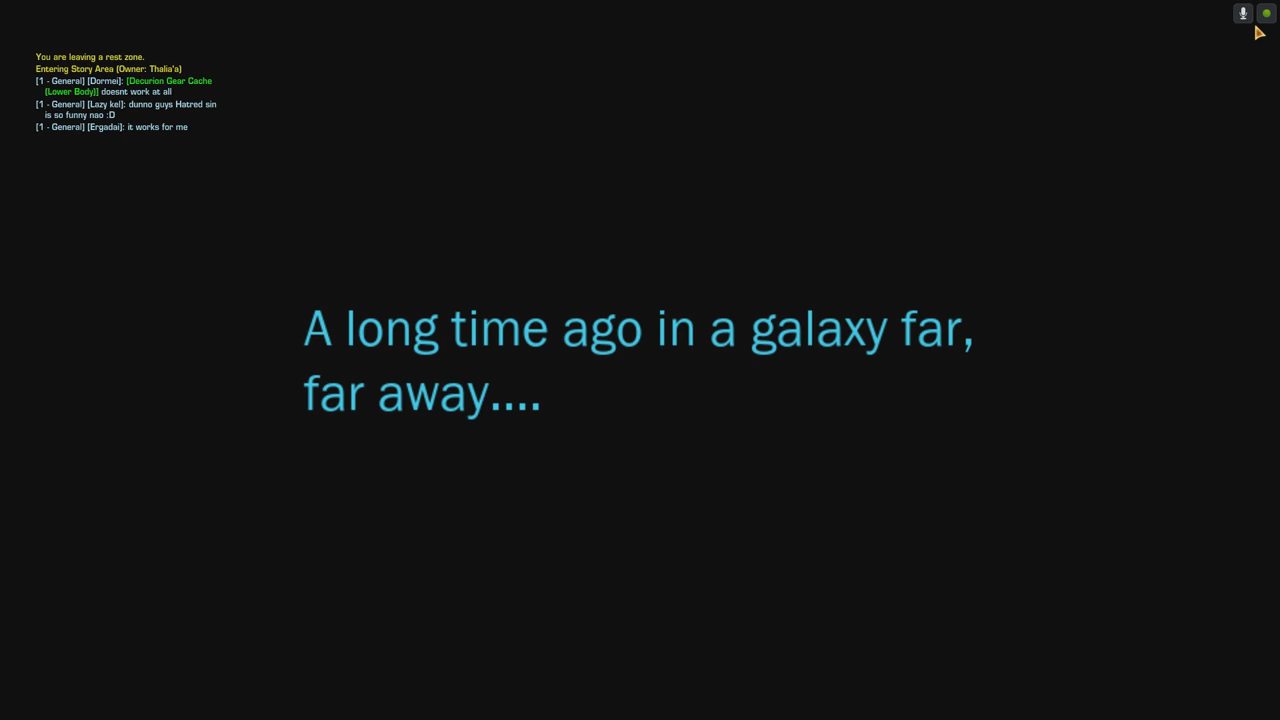 You are leaving a rest zone.
Entering Story Area (Owner: Thalia'a)
[1 - General] [Dormei]: [Decurion Gear Cache
(Lower Body)] doesnt work at all
[1 - General] [Lazy kel]: dunno guys Hatred sin
is so funny nao :D
[1 - General] [Ergadai]: it works for me
A long time ago in a galaxy far,
far away....